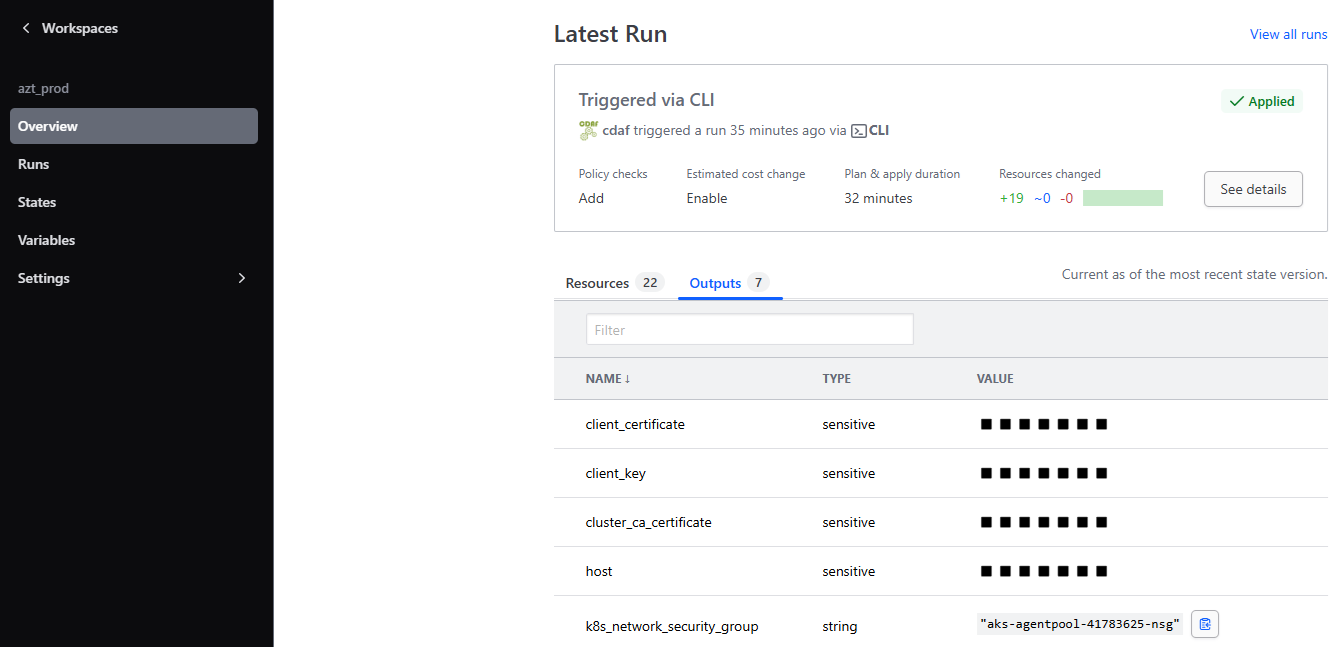 Workspaces
azt_prod
Overview
Runs
States
Variables
Settings
Latest Run
View all runs
Triggered via CLI
Applied
CDAF
cdaf triggered a run 35 minutes ago via CLI
Policy checks Estimated cost change Plan & apply duration Resources changed
Add Enable 32 minutes +19 ~0 -0
See details
Resources 22 Outputs 7
Current as of the most recent state version.
Filter
NAME ↓ TYPE VALUE
client_certificate sensitive
client_key sensitive
cluster_ca_certificate sensitive
host sensitive
k8s_network_security_group string "aks-agentpool-41783625-nsg"